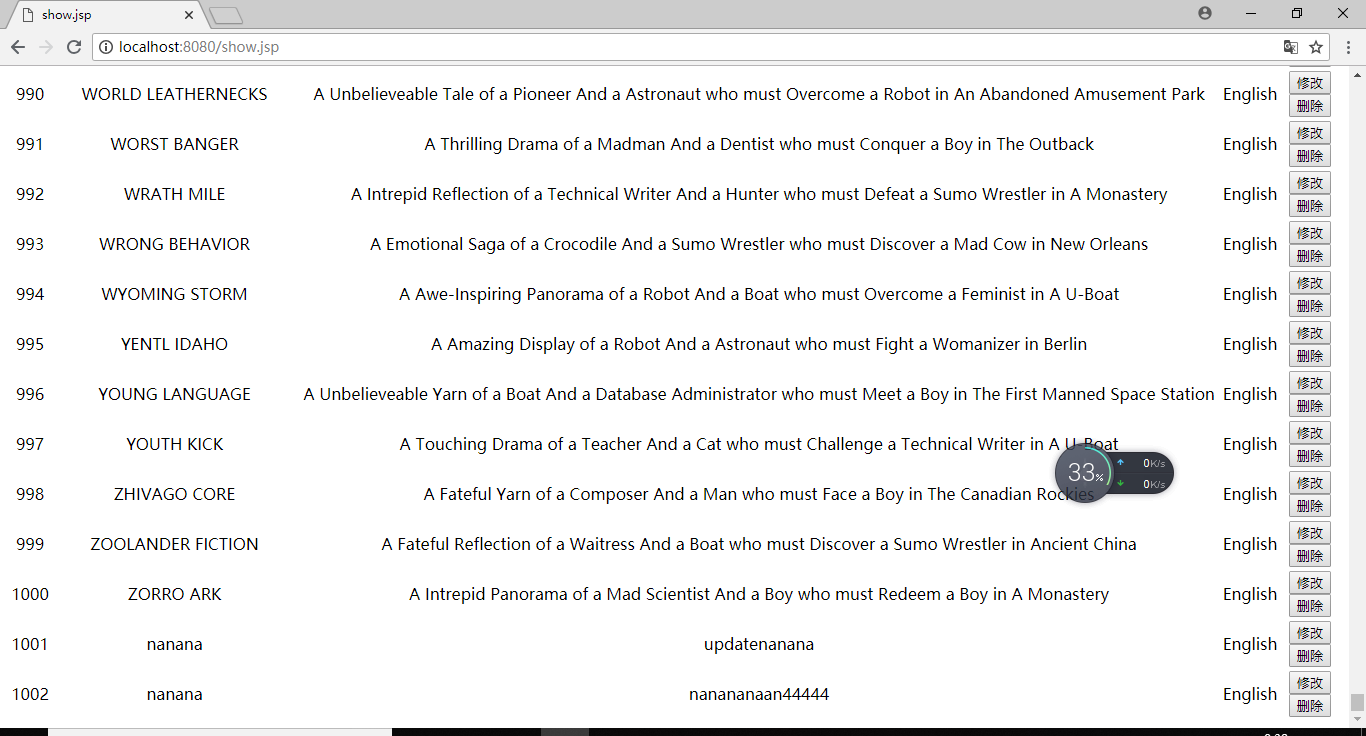 show.jsp
localhost:8080/show.jsp
990 WORLD LEATHERNECKS A Unbelieveable Tale of a Pioneer And a Astronaut who must Overcome a Robot in An Abandoned Amusement Park English 修改 删除
991 WORST BANGER A Thrilling Drama of a Madman And a Dentist who must Conquer a Boy in The Outback English 修改 删除
992 WRATH MILE A Intrepid Reflection of a Technical Writer And a Hunter who must Defeat a Sumo Wrestler in A Monastery English 修改 删除
993 WRONG BEHAVIOR A Emotional Saga of a Crocodile And a Sumo Wrestler who must Discover a Mad Cow in New Orleans English 修改 删除
994 WYOMING STORM A Awe-Inspiring Panorama of a Robot And a Boat who must Overcome a Feminist in A U-Boat English 修改 删除
995 YENTL IDAHO A Amazing Display of a Robot And a Astronaut who must Fight a Womanizer in Berlin English 修改 删除
996 YOUNG LANGUAGE A Unbelieveable Yarn of a Boat And a Database Administrator who must Meet a Boy in The First Manned Space Station English 修改 删除
997 YOUTH KICK A Touching Drama of a Teacher And a Cat who must Challenge a Technical Writer in A U-Boat English 修改 删除
33% 0K/s
0K/s
998 ZHIVAGO CORE A Fateful Yarn of a Composer And a Man who must Face a Boy in The Canadian Rockies English 修改 删除
999 ZOOLANDER FICTION A Fateful Reflection of a Waitress And a Boat who must Discover a Sumo Wrestler in Ancient China English 修改 删除
1000 ZORRO ARK A Intrepid Panorama of a Mad Scientist And a Boy who must Redeem a Boy in A Monastery English 修改 删除
1001 nanana updatenanana English 修改 删除
1002 nanana nanananaan44444 English 修改 删除